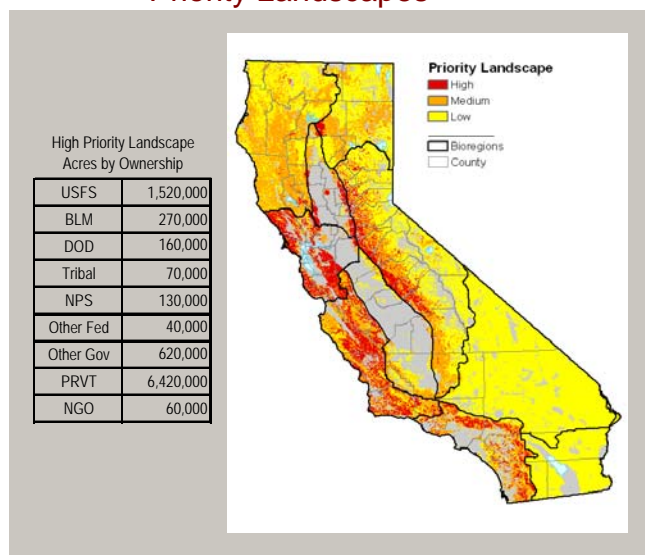 Priority Landscapes
High Priority Landscape
Acres by Ownership
USFS 1,520,000
BLM 270,000
DOD 160,000
Tribal 70,000
NPS 130,000
Other Fed 40,000
Other Gov 620,000
PRVT 6,420,000
NGO 60,000
Priority Landscape
High
Medium
Low
Bioregions
County